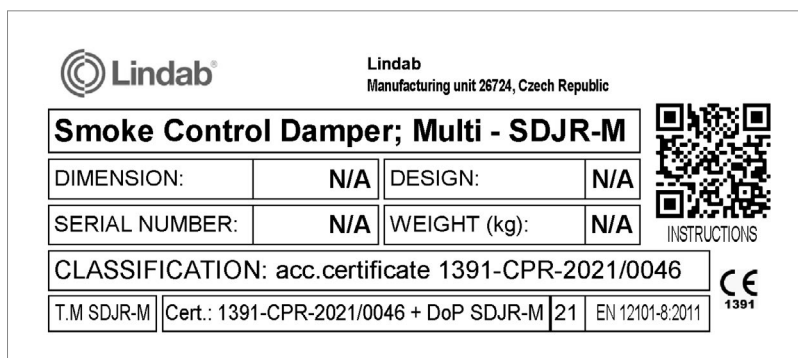 Lindab®
Lindab
Manufacturing unit 26724, Czech Republic
Smoke Control Damper; Multi - SDJR-M
DIMENSION: N/A DESIGN: N/A
SERIAL NUMBER: N/A WEIGHT (kg): N/A
INSTRUCTIONS
CLASSIFICATION: acc.certificate 1391-CPR-2021/0046
CE
1391
T.M SDJR-M Cert.: 1391-CPR-2021/0046 + DoP SDJR-M 21 EN 12101-8:2011